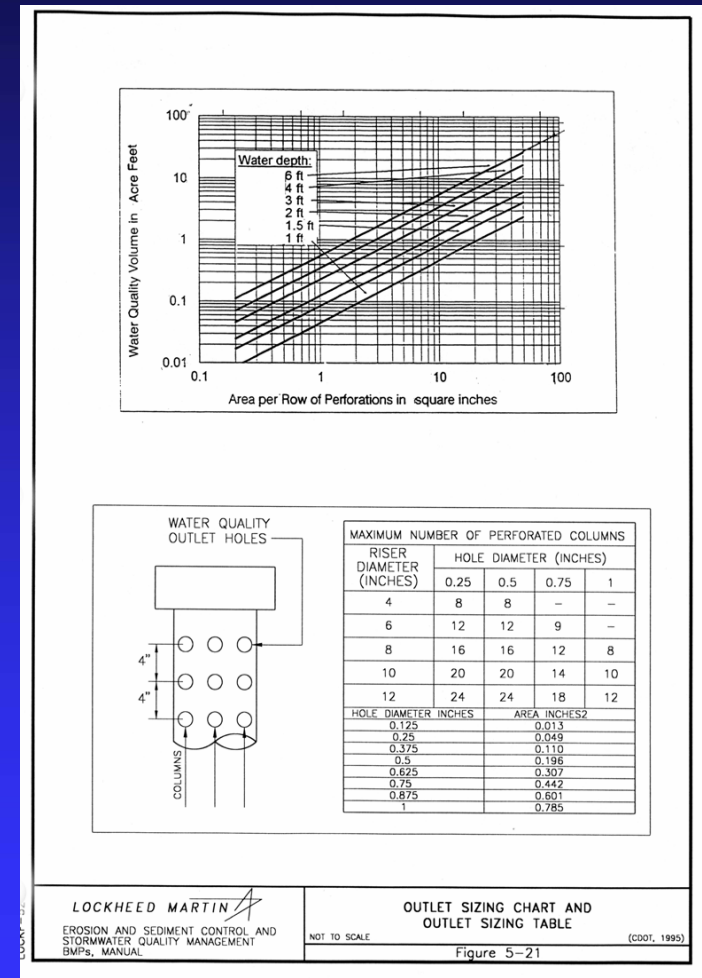 100
10
1
0.1
0.01
Water Quality Volume in Acre Feet
Water depth:
6 ft
4 ft
3 ft
2 ft
1.5 ft
1 ft
0.1 1 10 100
Area per Row of Perforations in square inches
WATER QUALITY
OUTLET HOLES
4"
4"
COLUMNS
MAXIMUM NUMBER OF PERFORATED COLUMNS
RISER DIAMETER (INCHES) HOLE DIAMETER (INCHES)
0.25 0.5 0.75 1
4 8 8 – –
6 12 12 9 –
8 16 16 12 8
10 20 20 14 10
12 24 24 18 12
HOLE DIAMETER INCHES AREA INCHES2
0.125 0.013
0.25 0.049
0.375 0.110
0.5 0.196
0.625 0.307
0.75 0.442
0.875 0.601
1 0.785
LOCKHEED MARTIN
EROSION AND SEDIMENT CONTROL AND
STORMWATER QUALITY MANAGEMENT
BMPs, MANUAL
OUTLET SIZING CHART AND
OUTLET SIZING TABLE
NOT TO SCALE
(CDOT, 1995)
Figure 5-21